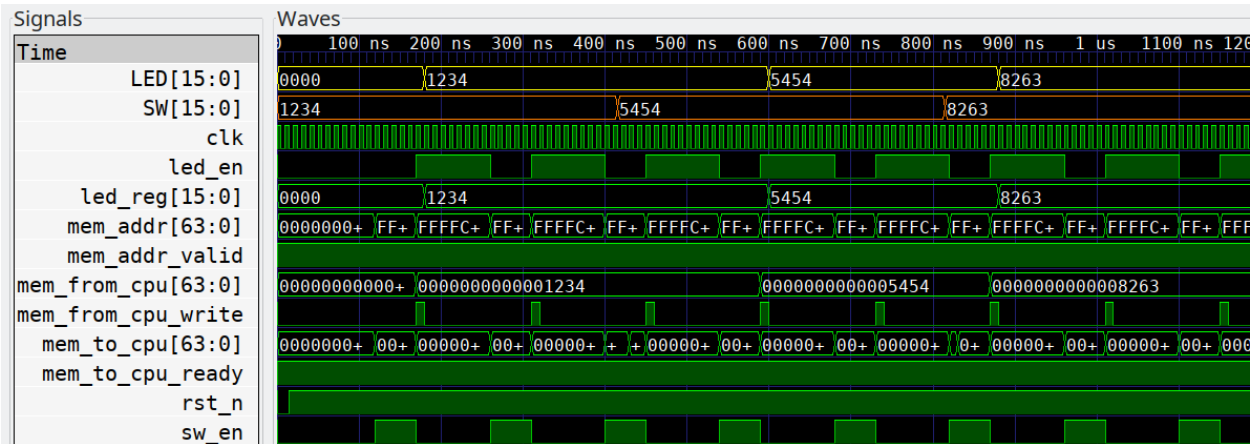 Signals Waves
Time 0 100 ns 200 ns 300 ns 400 ns 500 ns 600 ns 700 ns 800 ns 900 ns 1 us 1100 ns 120
LED[15:0] 0000 1234 5454 8263
SW[15:0] 1234 5454 8263
clk
led_en
led_reg[15:0] 0000 1234 5454 8263
mem_addr[63:0] 0000000+ FF+ FFFFC+ FF+ FFFFC+ FF+ FFFFC+ FF+ FFFFC+ FF+ FFFFC+ FF+ FFFFC+ FF+ FFFFC+ FF+ FFF
mem_addr_valid
mem_from_cpu[63:0] 00000000000+ 0000000000001234 0000000000005454 0000000000008263
mem_from_cpu_write
mem_to_cpu[63:0] 0000000+ 00+ 00000+ 00+ 00000+ + + 00000+ 00+ 00000+ 00+ 00000+ 0+ 00000+ 00+ 00000+ 00+ 000
mem_to_cpu_ready
rst_n
sw_en